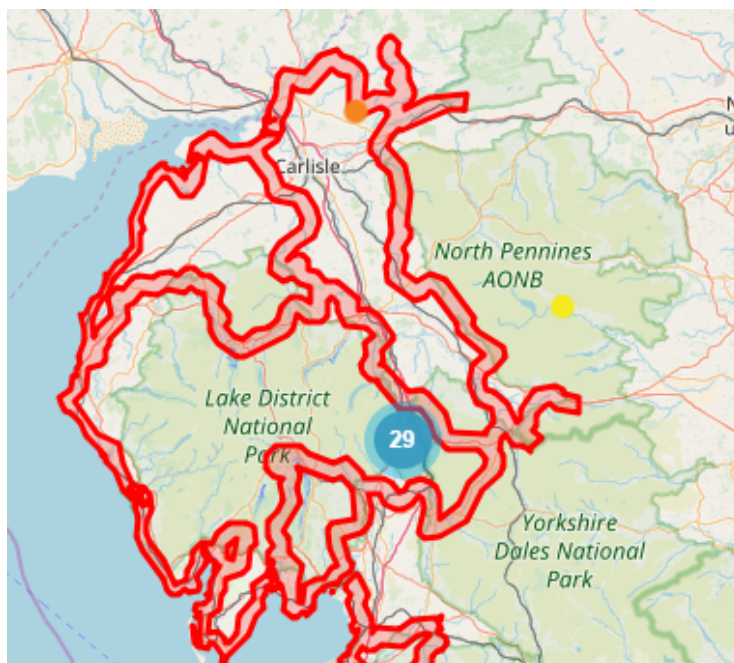 N
u
Carlisle
North Pennines
AONB
Lake District
National
Park
29
Yorkshire
Dales National
Park